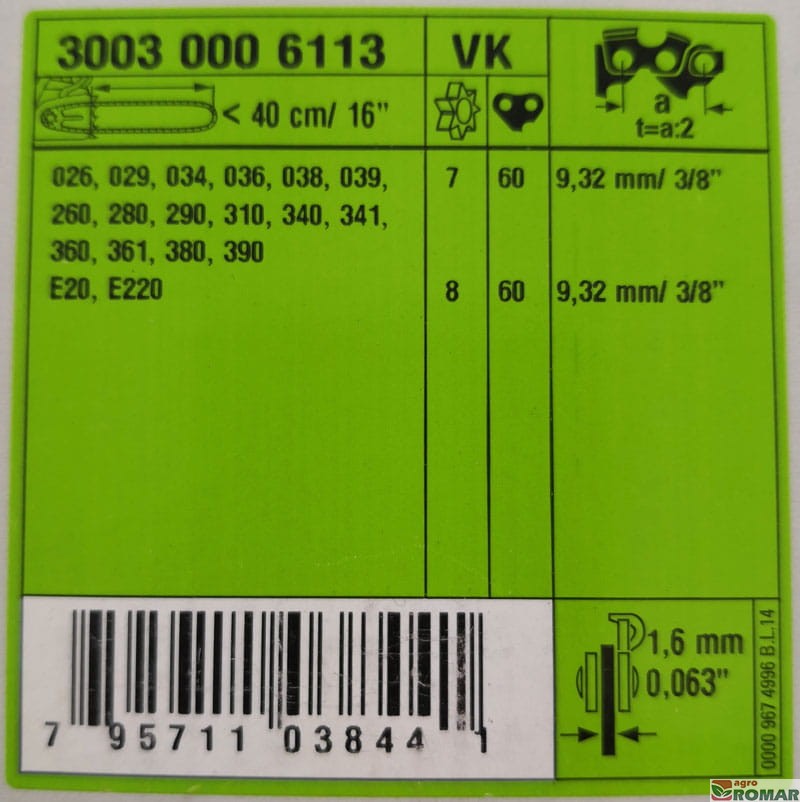 3003 000 6113 VK
< 40 cm/ 16"
a
t=a:2
026, 029, 034, 036, 038, 039, 7 60 9,32 mm/ 3/8"
260, 280, 290, 310, 340, 341,
360, 361, 380, 390
E20, E220 8 60 9,32 mm/ 3/8"
1,6 mm
0,063"
0000 967 4996 B.L.14
7 95711 03844 1
agro
ROMAR